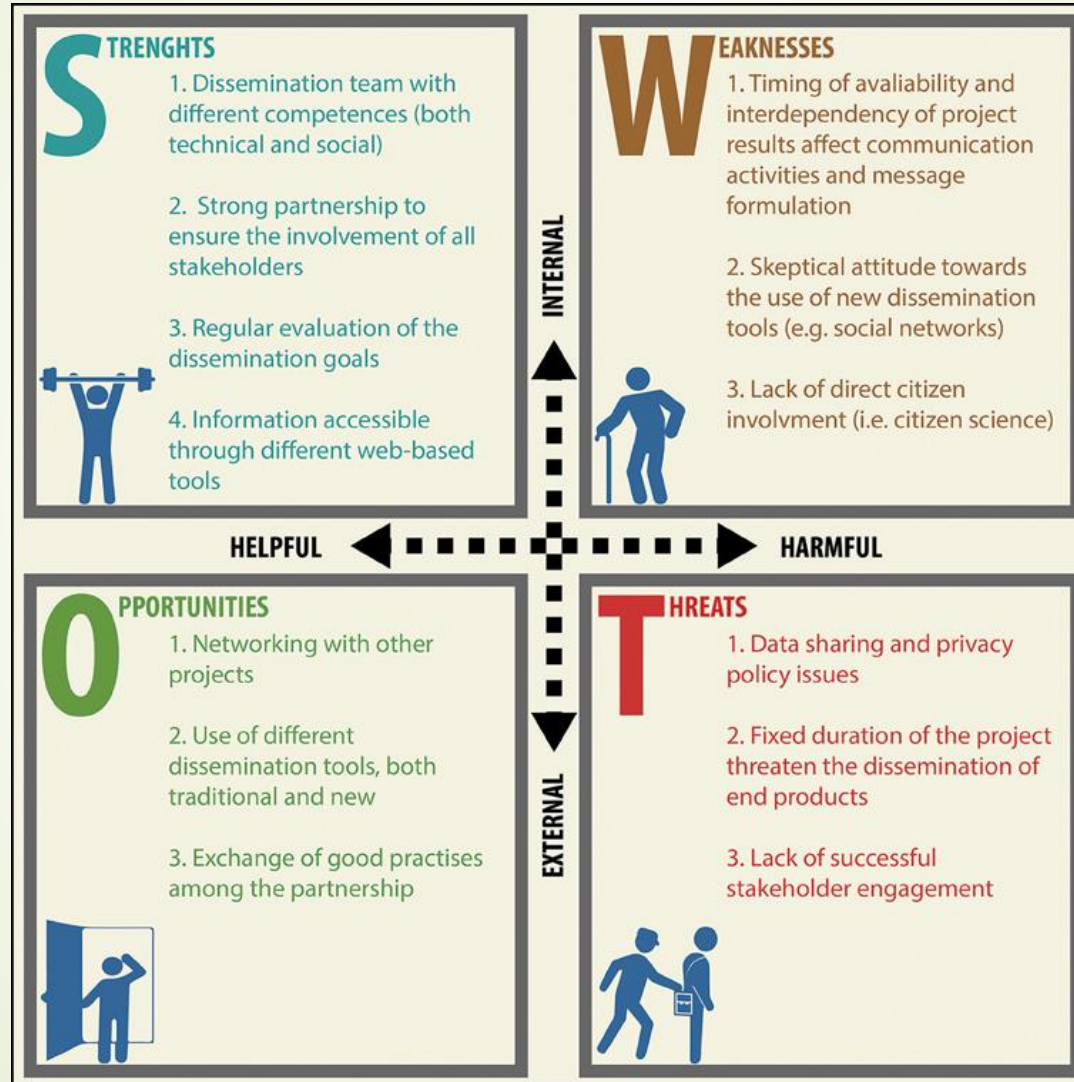 STRENGHTS
1. Dissemination team with
different competences (both
technical and social)
2. Strong partnership to
ensure the involvement of all
stakeholders
3. Regular evaluation of the
dissemination goals
4. Information accessible
through different web-based
tools
WEAKNESSES
1. Timing of avaliability and
interdependency of project
results affect communication
activities and message
formulation
2. Skeptical attitude towards
the use of new dissemination
tools (e.g. social networks)
3. Lack of direct citizen
involvment (i.e. citizen science)
INTERNAL
HELPFUL
HARMFUL
EXTERNAL
OPPORTUNITIES
1. Networking with other
projects
2. Use of different
dissemination tools, both
traditional and new
3. Exchange of good practises
among the partnership
THREATS
1. Data sharing and privacy
policy issues
2. Fixed duration of the project
threaten the dissemination of
end products
3. Lack of successful
stakeholder engagement